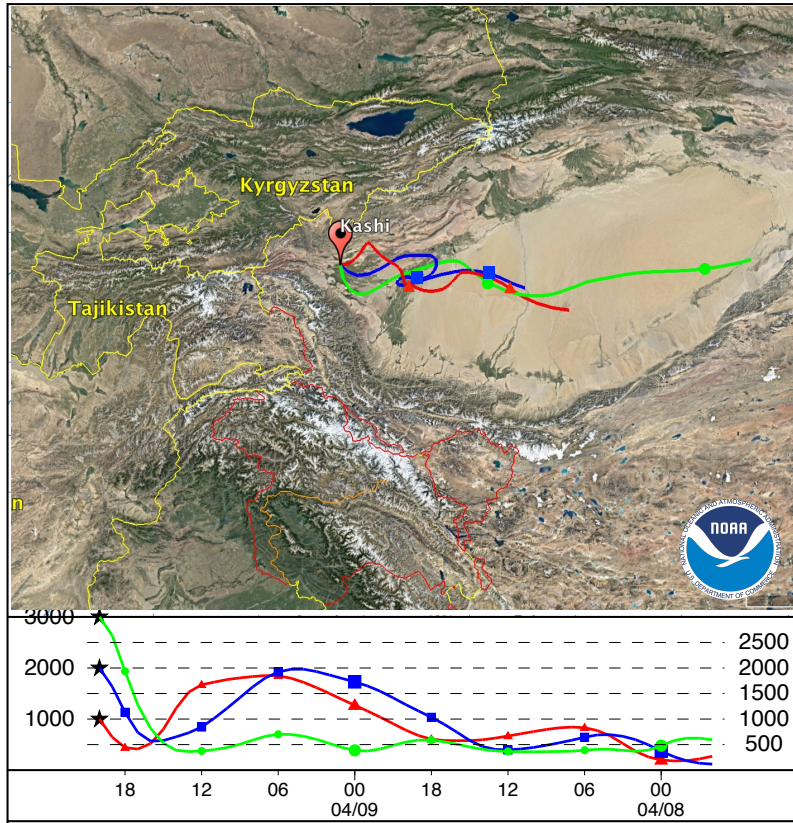 Kyrgyzstan
Kashi
Tajikistan
n
NATIONAL OCEANIC AND ATMOSPHERIC ADMINISTRATION
NOAA
U.S. DEPARTMENT OF COMMERCE
3000
2500
2000 2000
1500
1000 1000
500
18 12 06 00 18 12 06 00
04/09 04/08